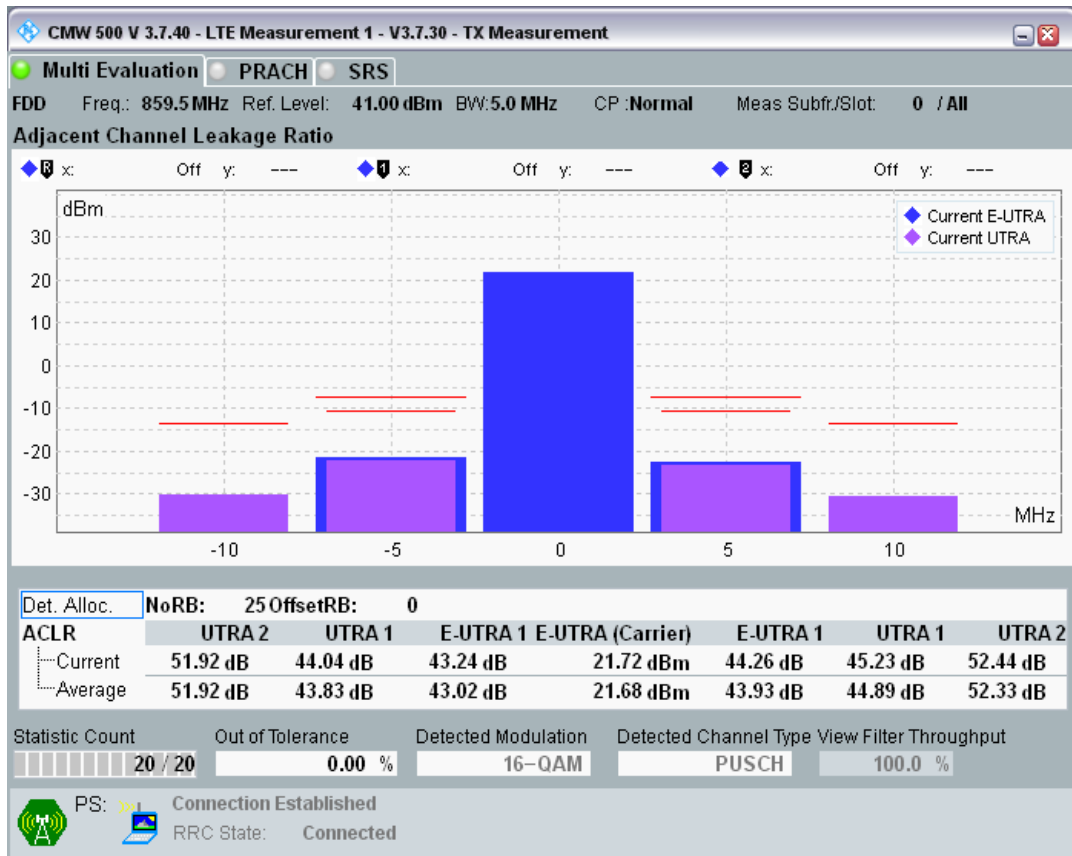 CMW 500 V 3.7.40 - LTE Measurement 1 - V3.7.30 - TX Measurement
Multi Evaluation PRACH SRS
FDD Freq.: 859.5 MHz Ref. Level: 41.00 dBm BW: 5.0 MHz CP :Normal Meas Subfr./Slot: 0 / All
Adjacent Channel Leakage Ratio
R x: Off y: --- 1 x: Off y: --- 2 x: Off y: ---
dBm
Current E-UTRA
Current UTRA
30
20
10
0
-10
-20
-30
MHz
-10 -5 0 5 10
Det. Alloc. NoRB: 25 OffsetRB: 0
ACLR UTRA 2 UTRA 1 E-UTRA 1 E-UTRA (Carrier) E-UTRA 1 UTRA 1 UTRA 2
Current 51.92 dB 44.04 dB 43.24 dB 21.72 dBm 44.26 dB 45.23 dB 52.44 dB
Average 51.92 dB 43.83 dB 43.02 dB 21.68 dBm 43.93 dB 44.89 dB 52.33 dB
Statistic Count Out of Tolerance Detected Modulation Detected Channel Type View Filter Throughput
20 / 20 0.00 % 16-QAM PUSCH 100.0 %
PS: Connection Established
RRC State: Connected